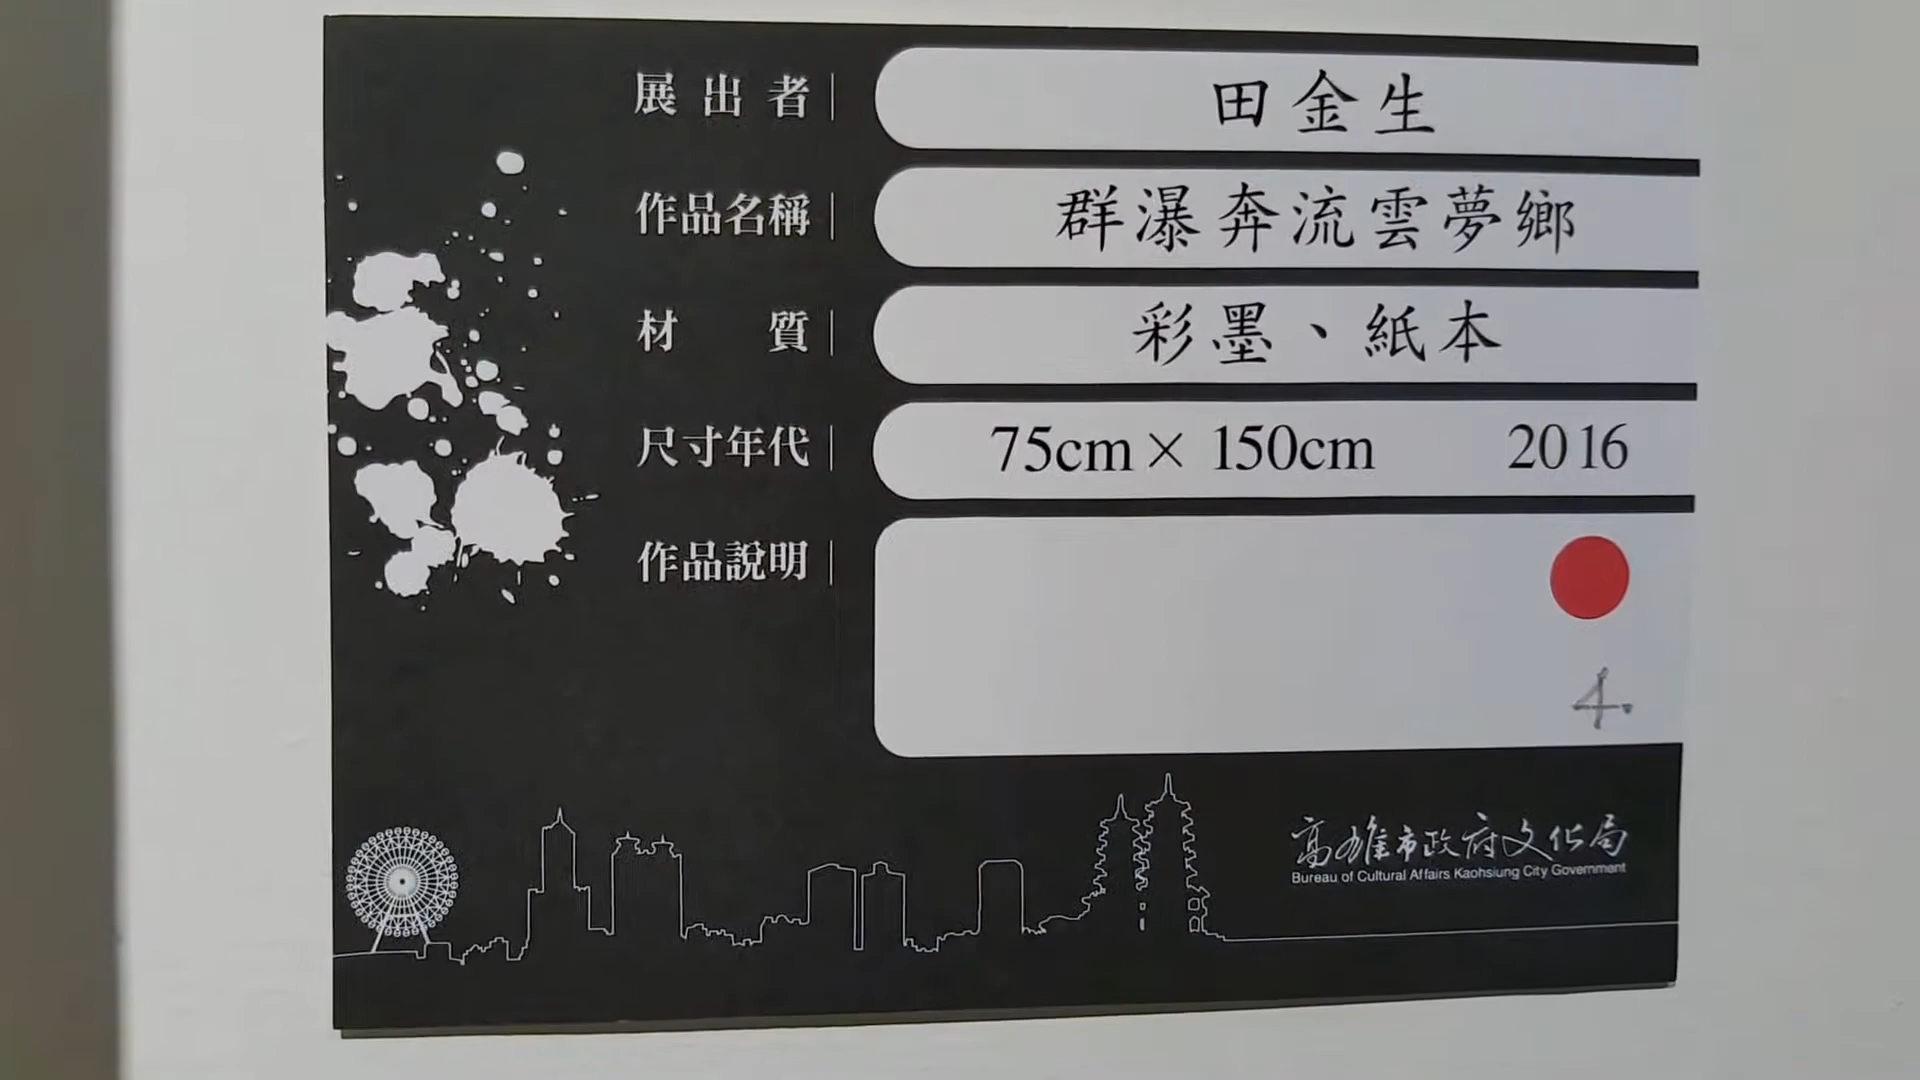 展出者｜ 田金生
作品名稱｜ 群瀑奔流雲夢鄉
材質｜ 彩墨、紙本
尺寸年代｜ 75cm×150cm 2016
作品說明｜
4.
高雄市政府文化局
Bureau of Cultural Affairs Kaohsiung City Government